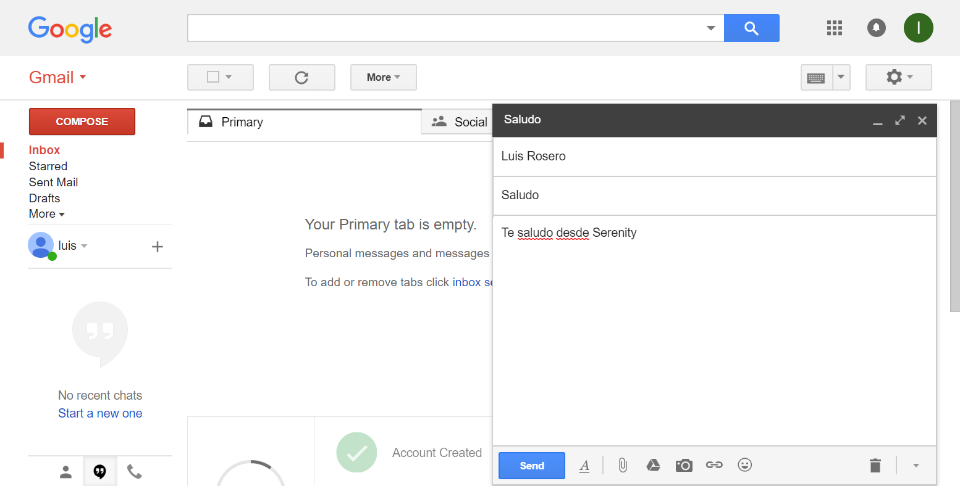 Google
I
Gmail
More
COMPOSE
Inbox
Starred
Sent Mail
Drafts
More
luis
No recent chats
Start a new one
Primary
Social
Your Primary tab is empty.
Personal messages and messages
To add or remove tabs click inbox se
Account Created
Saludo
Luis Rosero
Saludo
Te saludo desde Serenity
Send
A